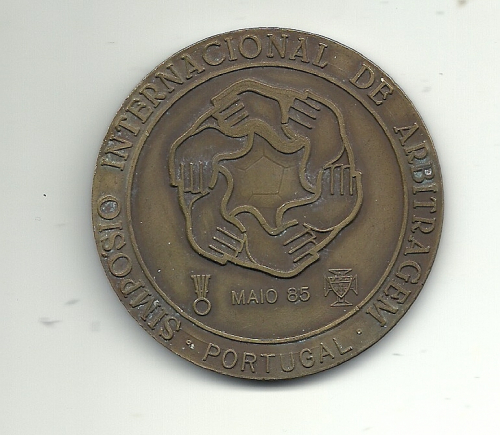 SIMPOSIO INTERNACIONAL DE ARBITRAGEM
MAIO 85
· PORTUGAL ·